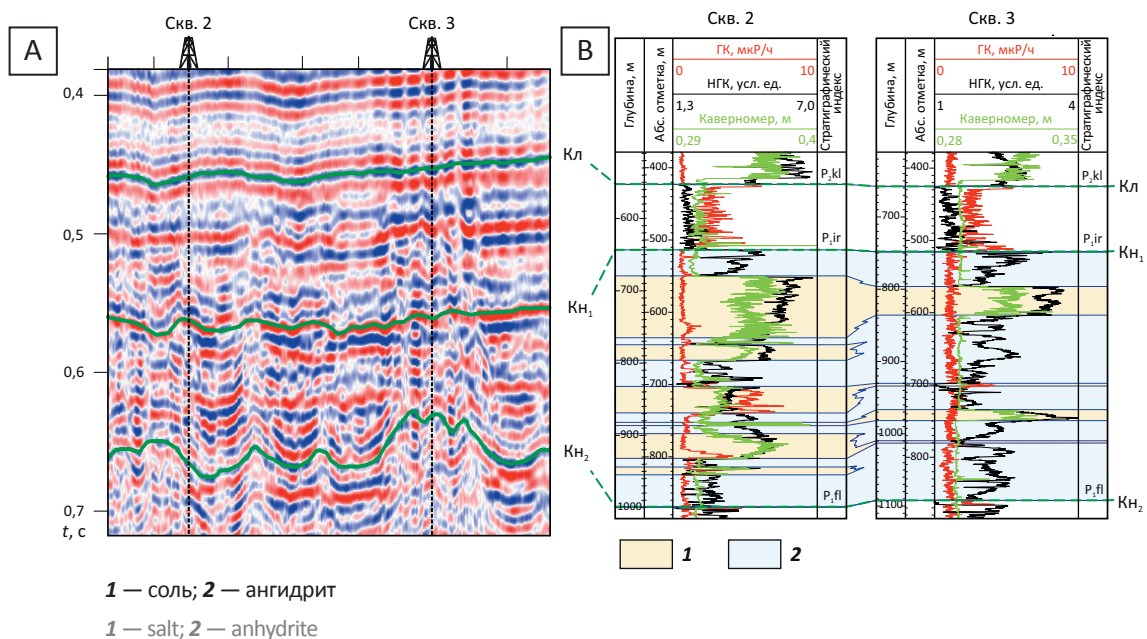 A
Скв. 2
Скв. 3
0,4
0,5
0,6
0,7
t, с
Кл
Кн1
Кн2
B
Скв. 2
Глубина, м
Абс. отметка, м
ГК, мкР/ч
0
10
НГК, усл. ед.
1,3
7,0
Каверномер, м
0,29
0,4
Стратиграфический индекс
400
P2kl
600
500
P1ir
700
600
800
700
900
800
P1fl
1000
Скв. 3
Глубина, м
Абс. отметка, м
ГК, мкР/ч
0
10
НГК, усл. ед.
1
4
Каверномер, м
0,28
0,35
Стратиграфический индекс
400
P2kl
700
500
P1ir
800
600
900
700
1000
800
P1fl
1100
Кл
Кн1
Кн2
1
2
1 — соль; 2 — ангидрит
1 — salt; 2 — anhydrite